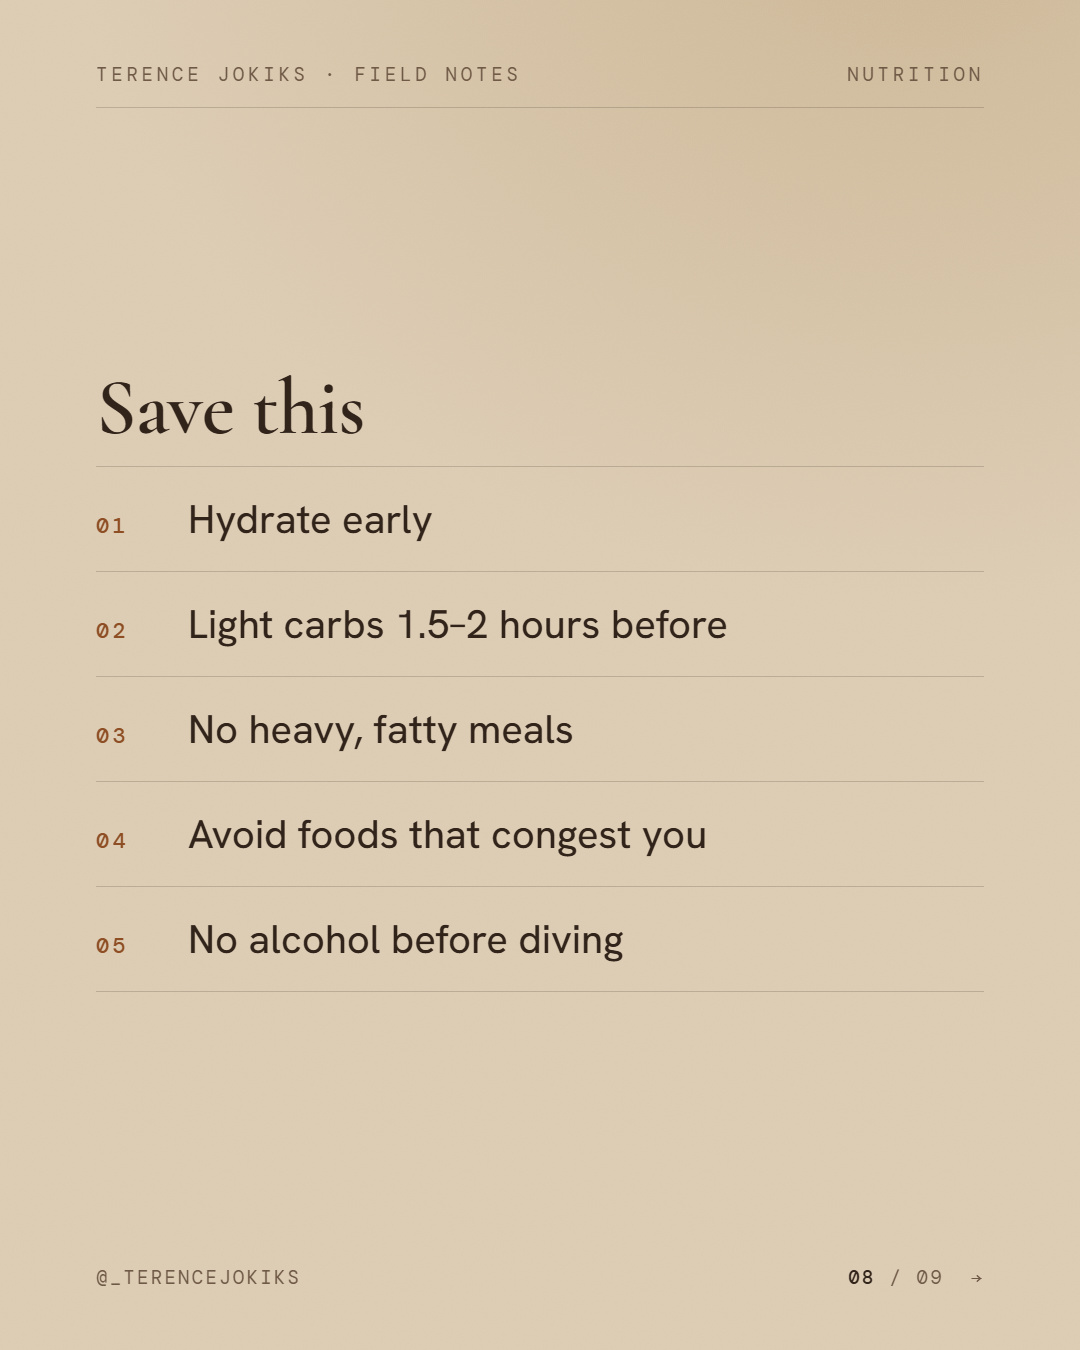 TERENCE JOKIKS · FIELD NOTES
NUTRITION
Save this
01 Hydrate early
02 Light carbs 1.5–2 hours before
03 No heavy, fatty meals
04 Avoid foods that congest you
05 No alcohol before diving
@_TERENCEJOKIKS
08 / 09 →